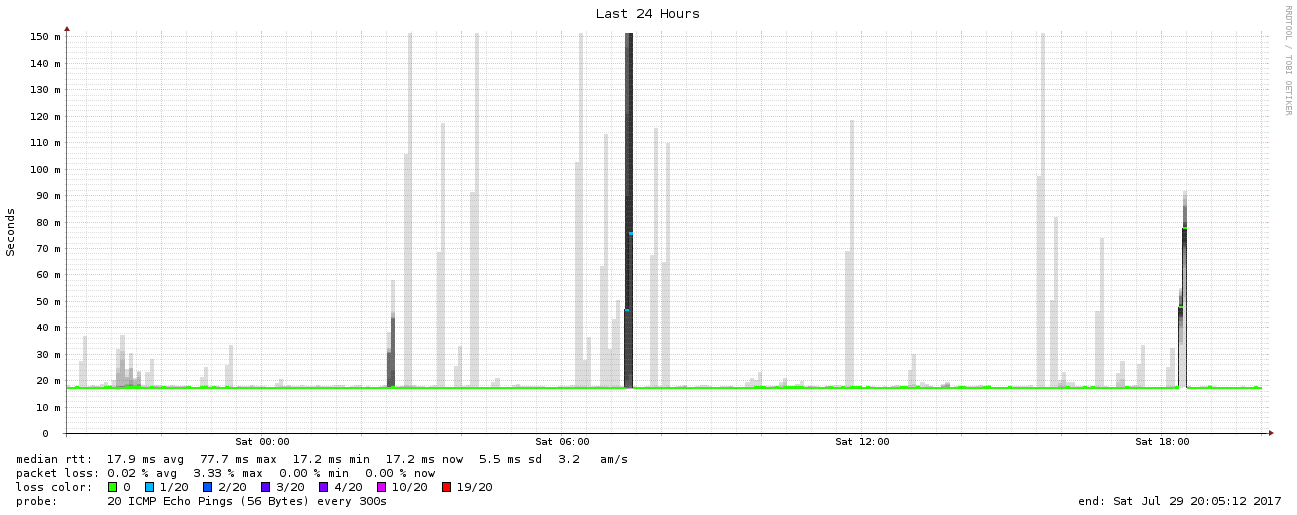 Last 24 Hours
RRDTOOL / TOBI OETIKER
Seconds
150 m
140 m
130 m
120 m
110 m
100 m
90 m
80 m
70 m
60 m
50 m
40 m
30 m
20 m
10 m
0
Sat 00:00 Sat 06:00 Sat 12:00 Sat 18:00
median rtt: 17.9 ms avg 77.7 ms max 17.2 ms min 17.2 ms now 5.5 ms sd 3.2 am/s
packet loss: 0.02 % avg 3.33 % max 0.00 % min 0.00 % now
loss color: 0 1/20 2/20 3/20 4/20 10/20 19/20
probe: 20 ICMP Echo Pings (56 Bytes) every 300s end: Sat Jul 29 20:05:12 2017